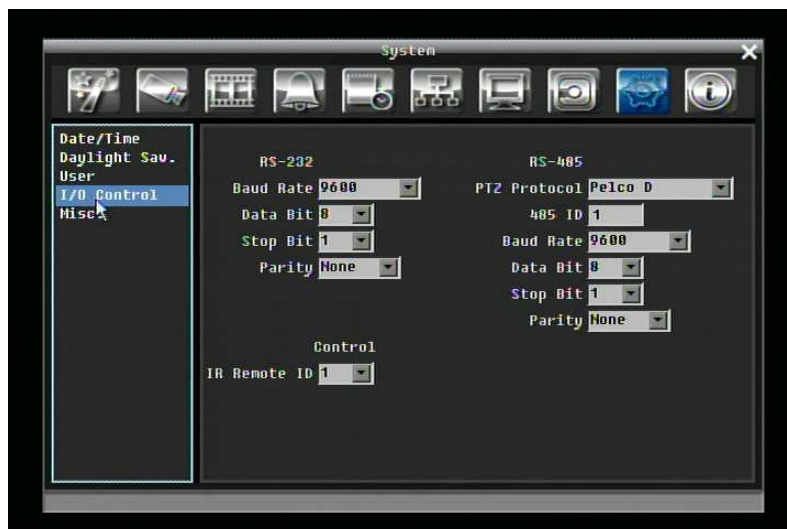 System
Date/Time
Daylight Sav.
User
I/O Control
Misc.
RS-232
Baud Rate 9600
Data Bit 8
Stop Bit 1
Parity None
Control
IR Remote ID 1
RS-485
PTZ Protocol Pelco D
485 ID 1
Baud Rate 9600
Data Bit 8
Stop Bit 1
Parity None